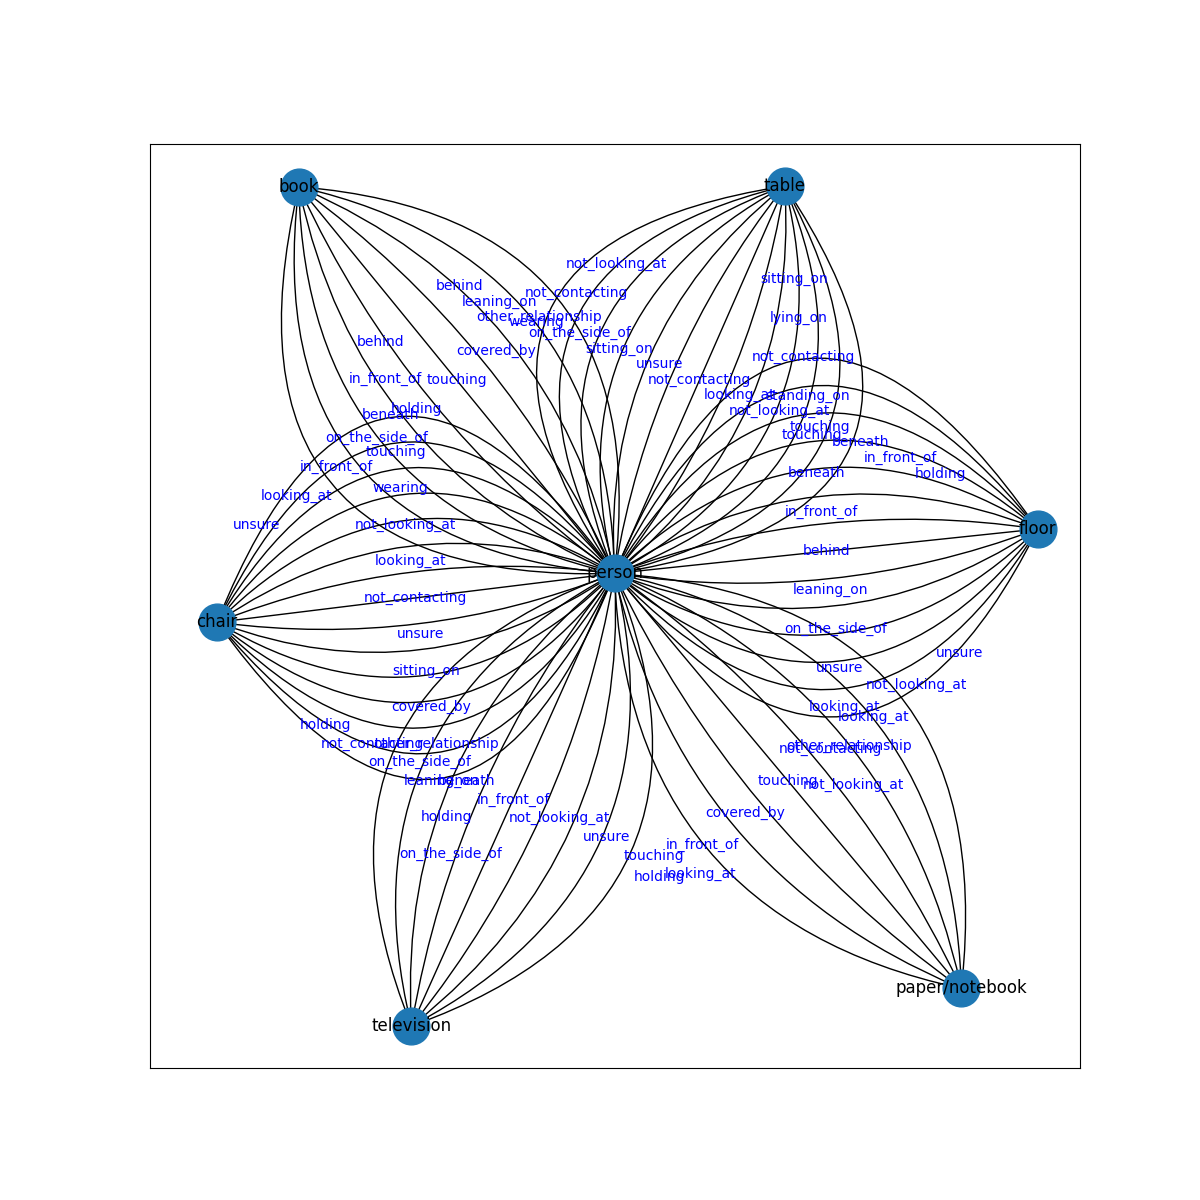 book
table
not_looking_at
sitting_on
behind
not_contacting
leaning_on
other_relationship
wearing
lying_on
on_the_side_of
behind
covered_by
sitting_on
not_contacting
unsure
in_front_of
touching
not_contacting
looking_at
standing_on
holding
beneath
not_looking_at
touching
on_the_side_of
touching
beneath
touching
in_front_of
in_front_of
holding
beneath
looking_at
wearing
in_front_of
unsure
not_looking_at
floor
behind
looking_at
person
leaning_on
not_contacting
chair
on_the_side_of
unsure
unsure
sitting_on
unsure
not_looking_at
covered_by
looking_at
looking_at
holding
not_contacting
other_relationship
other_relationship
not_contacting
on_the_side_of
leaning_on
beneath
touching
not_looking_at
in_front_of
holding
not_looking_at
covered_by
unsure
in_front_of
on_the_side_of
touching
looking_at
holding
paper/notebook
television